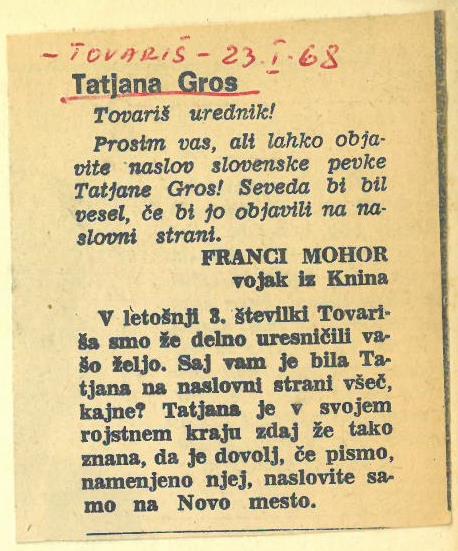 - TOVARIŠ - 23.I.68
Tatjana Gros
Tovariš urednik!
Prosim vas, ali lahko obja-
vite naslov slovenske pevke
Tatjane Gros! Seveda bi bil
vesel, če bi jo objavili na na-
slovni strani.
FRANCI MOHOR
vojak iz Knina
V letošnji 3. številki Tovari-
ša smo že delno uresničili va-
šo željo. Saj vam je bila Ta-
tjana na naslovni strani všeč,
kajne? Tatjana je v svojem
rojstnem kraju zdaj že tako
znana, da je dovolj, če pismo,
namenjeno njej, naslovite sa-
mo na Novo mesto.